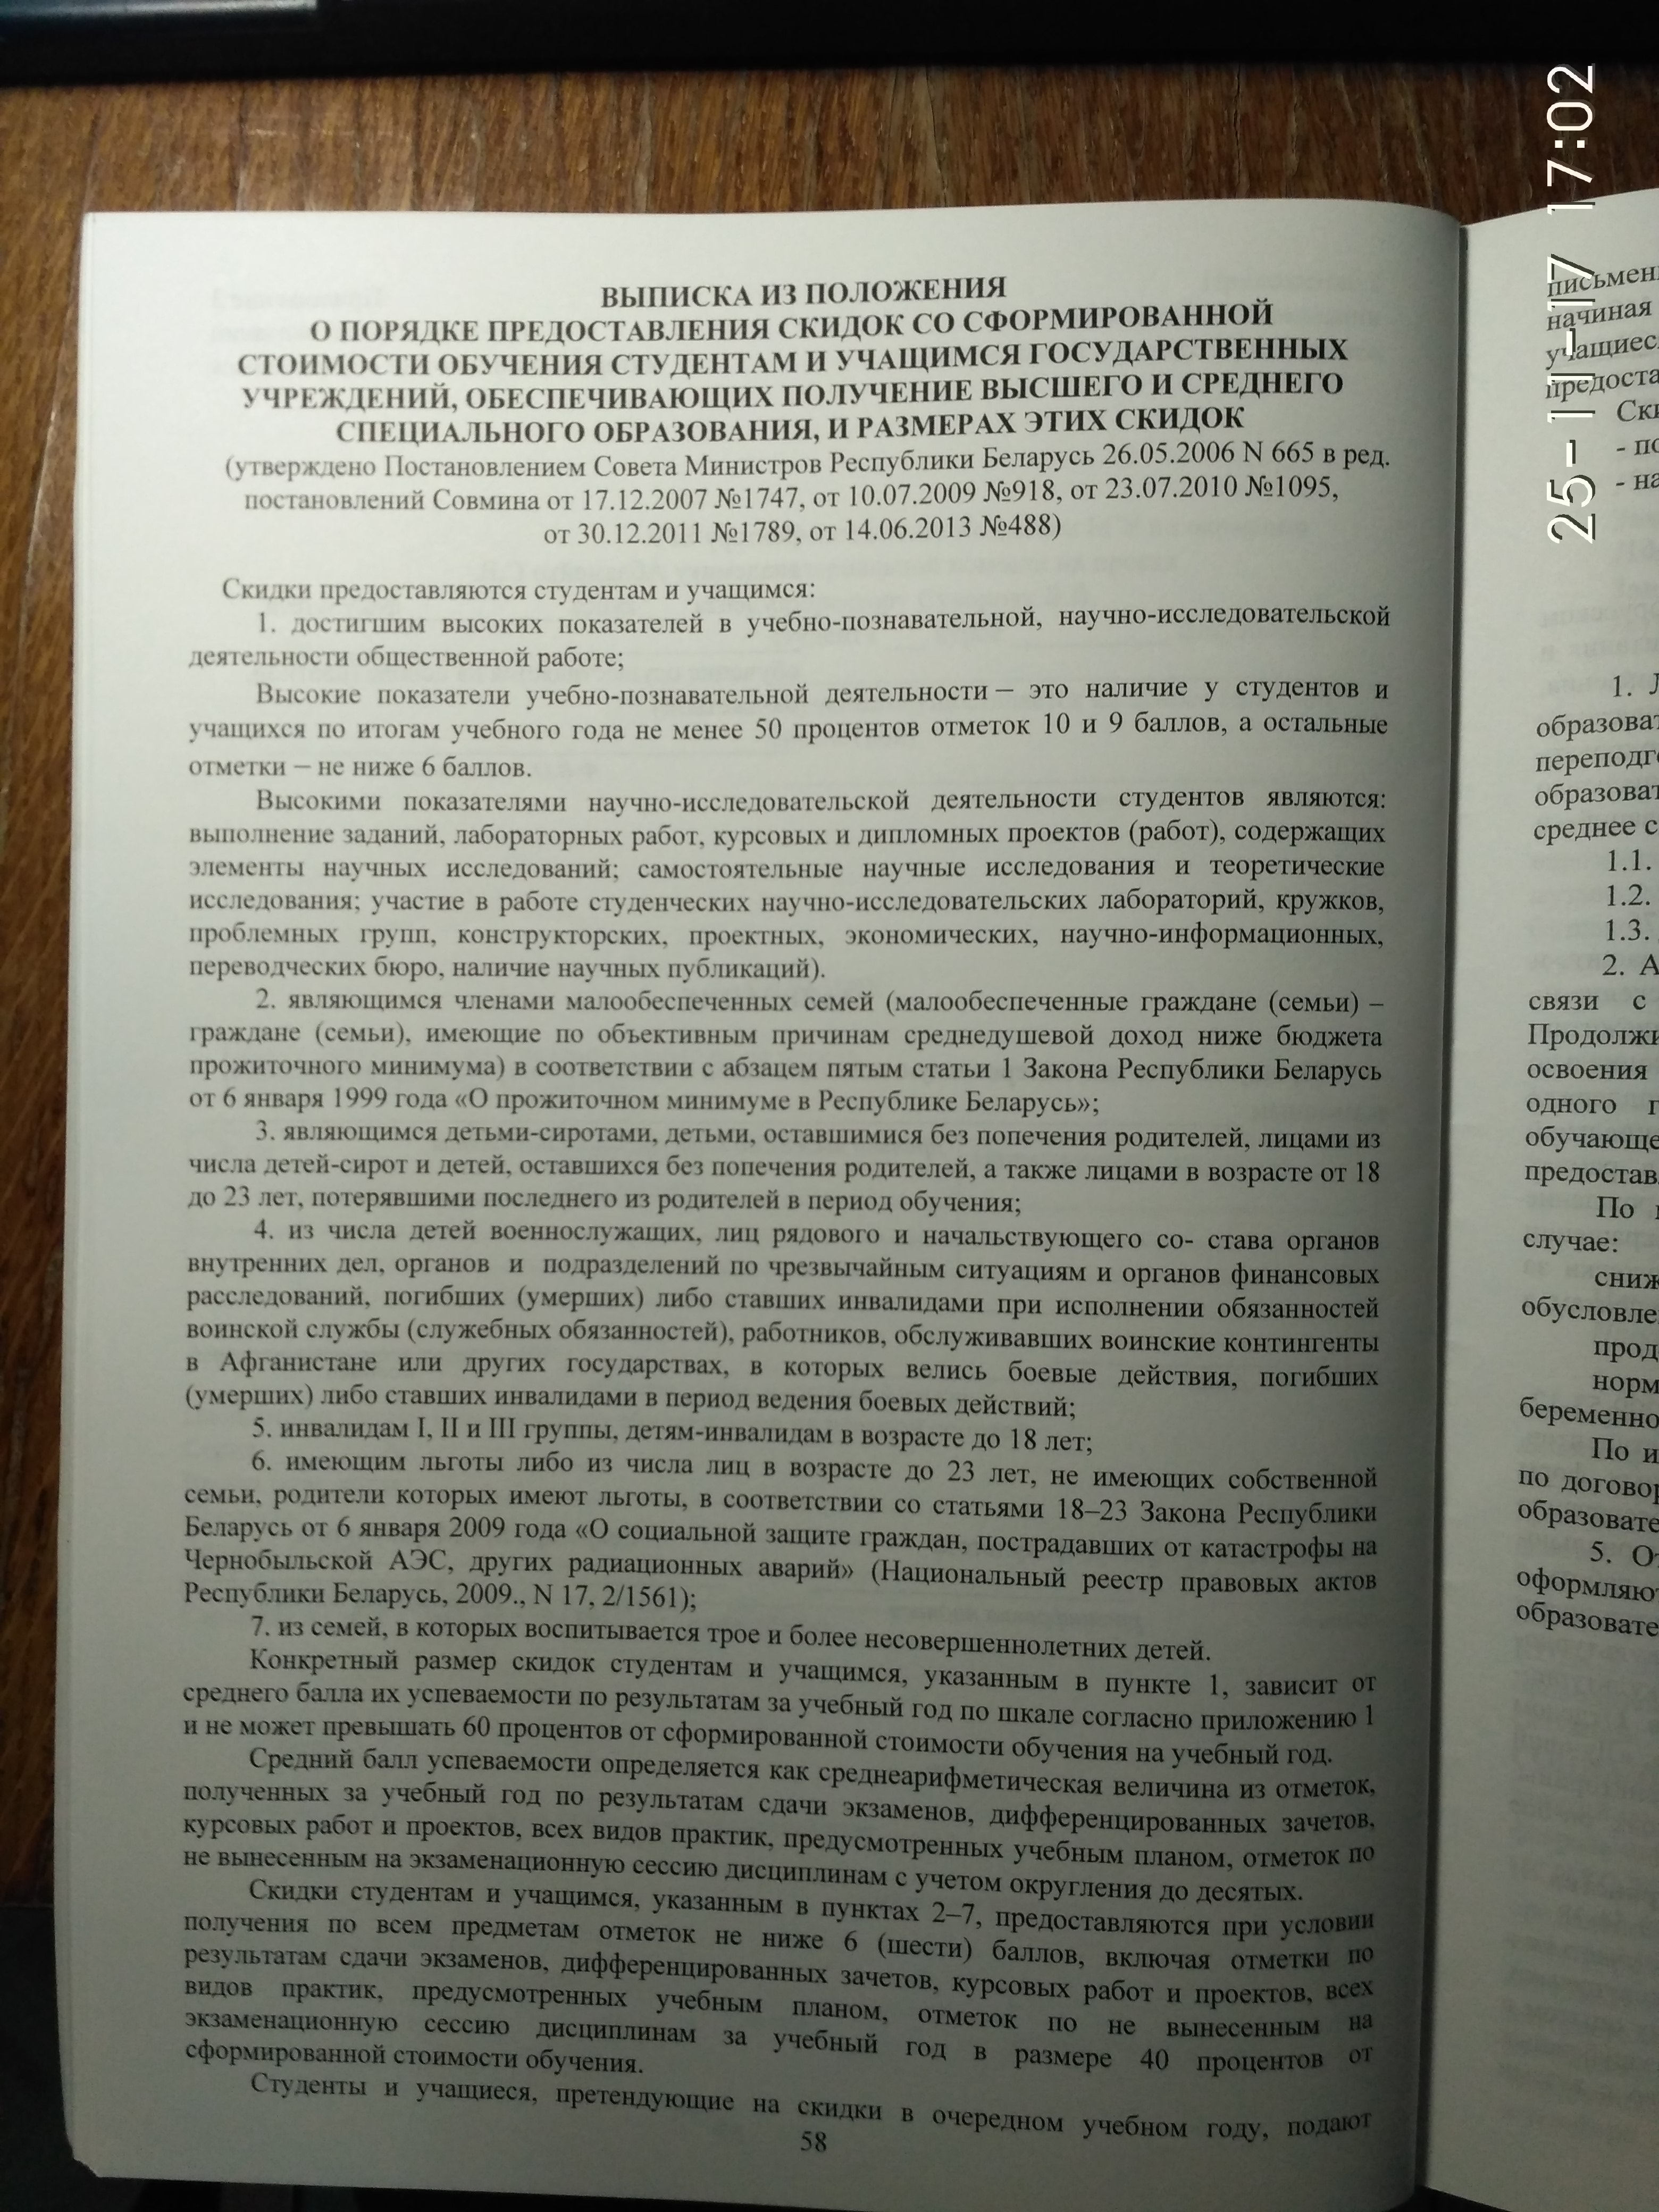 ВЫПИСКА ИЗ ПОЛОЖЕНИЯ
О ПОРЯДКЕ ПРЕДОСТАВЛЕНИЯ СКИДОК СО СФОРМИРОВАННОЙ
СТОИМОСТИ ОБУЧЕНИЯ СТУДЕНТАМ И УЧАЩИМСЯ ГОСУДАРСТВЕННЫХ
УЧРЕЖДЕНИЙ, ОБЕСПЕЧИВАЮЩИХ ПОЛУЧЕНИЕ ВЫСШЕГО И СРЕДНЕГО
СПЕЦИАЛЬНОГО ОБРАЗОВАНИЯ, И РАЗМЕРАХ ЭТИХ СКИДОК
(утверждено Постановлением Совета Министров Республики Беларусь 26.05.2006 N 665 в ред.
постановлений Совмина от 17.12.2007 №1747, от 10.07.2009 №918, от 23.07.2010 №1095,
от 30.12.2011 №1789, от 14.06.2013 №488)
Скидки предоставляются студентам и учащимся:
1. достигшим высоких показателей в учебно-познавательной, научно-исследовательской
деятельности общественной работе;
Высокие показатели учебно-познавательной деятельности – это наличие у студентов и
учащихся по итогам учебного года не менее 50 процентов отметок 10 и 9 баллов, а остальные
отметки – не ниже 6 баллов.
Высокими показателями научно-исследовательской деятельности студентов являются:
выполнение заданий, лабораторных работ, курсовых и дипломных проектов (работ), содержащих
элементы научных исследований; самостоятельные научные исследования и теоретические
исследования; участие в работе студенческих научно-исследовательских лабораторий, кружков,
проблемных групп, конструкторских, проектных, экономических, научно-информационных,
переводческих бюро, наличие научных публикаций).
2. являющимся членами малообеспеченных семей (малообеспеченные граждане (семьи) –
граждане (семьи), имеющие по объективным причинам среднедушевой доход ниже бюджета
прожиточного минимума) в соответствии с абзацем пятым статьи 1 Закона Республики Беларусь
от 6 января 1999 года «О прожиточном минимуме в Республике Беларусь»;
3. являющимся детьми-сиротами, детьми, оставшимися без попечения родителей, лицами из
числа детей-сирот и детей, оставшихся без попечения родителей, а также лицами в возрасте от 18
до 23 лет, потерявшими последнего из родителей в период обучения;
4. из числа детей военнослужащих, лиц рядового и начальствующего со- става органов
внутренних дел, органов и подразделений по чрезвычайным ситуациям и органов финансовых
расследований, погибших (умерших) либо ставших инвалидами при исполнении обязанностей
воинской службы (служебных обязанностей), работников, обслуживавших воинские контингенты
в Афганистане или других государствах, в которых велись боевые действия, погибших
(умерших) либо ставших инвалидами в период ведения боевых действий;
5. инвалидам I, II и III группы, детям-инвалидам в возрасте до 18 лет;
6. имеющим льготы либо из числа лиц в возрасте до 23 лет, не имеющих собственной
семьи, родители которых имеют льготы, в соответствии со статьями 18–23 Закона Республики
Беларусь от 6 января 2009 года «О социальной защите граждан, пострадавших от катастрофы на
Чернобыльской АЭС, других радиационных аварий» (Национальный реестр правовых актов
Республики Беларусь, 2009., N 17, 2/1561);
7. из семей, в которых воспитывается трое и более несовершеннолетних детей.
Конкретный размер скидок студентам и учащимся, указанным в пункте 1, зависит от
среднего балла их успеваемости по результатам за учебный год по шкале согласно приложению 1
и не может превышать 60 процентов от сформированной стоимости обучения на учебный год.
Средний балл успеваемости определяется как среднеарифметическая величина из отметок,
полученных за учебный год по результатам сдачи экзаменов, дифференцированных зачетов,
курсовых работ и проектов, всех видов практик, предусмотренных учебным планом, отметок по
не вынесенным на экзаменационную сессию дисциплинам с учетом округления до десятых.
Скидки студентам и учащимся, указанным в пунктах 2–7, предоставляются при условии
получения по всем предметам отметок не ниже 6 (шести) баллов, включая отметки по
результатам сдачи экзаменов, дифференцированных зачетов, курсовых работ и проектов, всех
видов практик, предусмотренных учебным планом, отметок по не вынесенным на
экзаменационную сессию дисциплинам за учебный год в размере 40 процентов от
сформированной стоимости обучения.
Студенты и учащиеся, претендующие на скидки в очередном учебном году, подают
58
25-11-17 17:02
начиная
1.
1.1.
1.2.
1.3.
2.
связи с
освоения
одного
По
случае:
По
5.